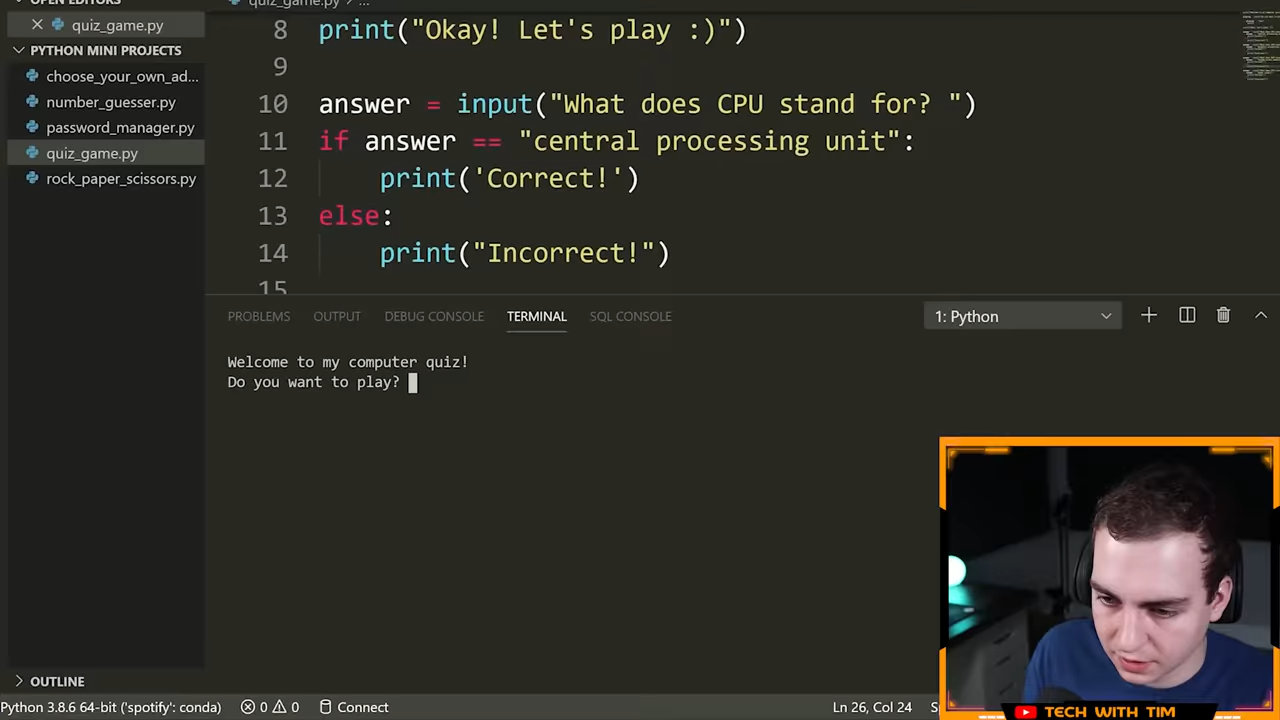 OPEN EDITORS
quiz_game.py
quiz_game.py > ...
PYTHON MINI PROJECTS
choose_your_own_ad...
number_guesser.py
password_manager.py
quiz_game.py
rock_paper_scissors.py
8 print("Okay! Let's play :)")
9
10 answer = input("What does CPU stand for? ")
11 if answer == "central processing unit":
12 print('Correct!')
13 else:
14 print("Incorrect!")
15
PROBLEMS OUTPUT DEBUG CONSOLE TERMINAL SQL CONSOLE
1: Python
Welcome to my computer quiz!
Do you want to play?
OUTLINE
Python 3.8.6 64-bit ('spotify': conda) 0 0 Connect
Ln 26, Col 24
TECH WITH TIM